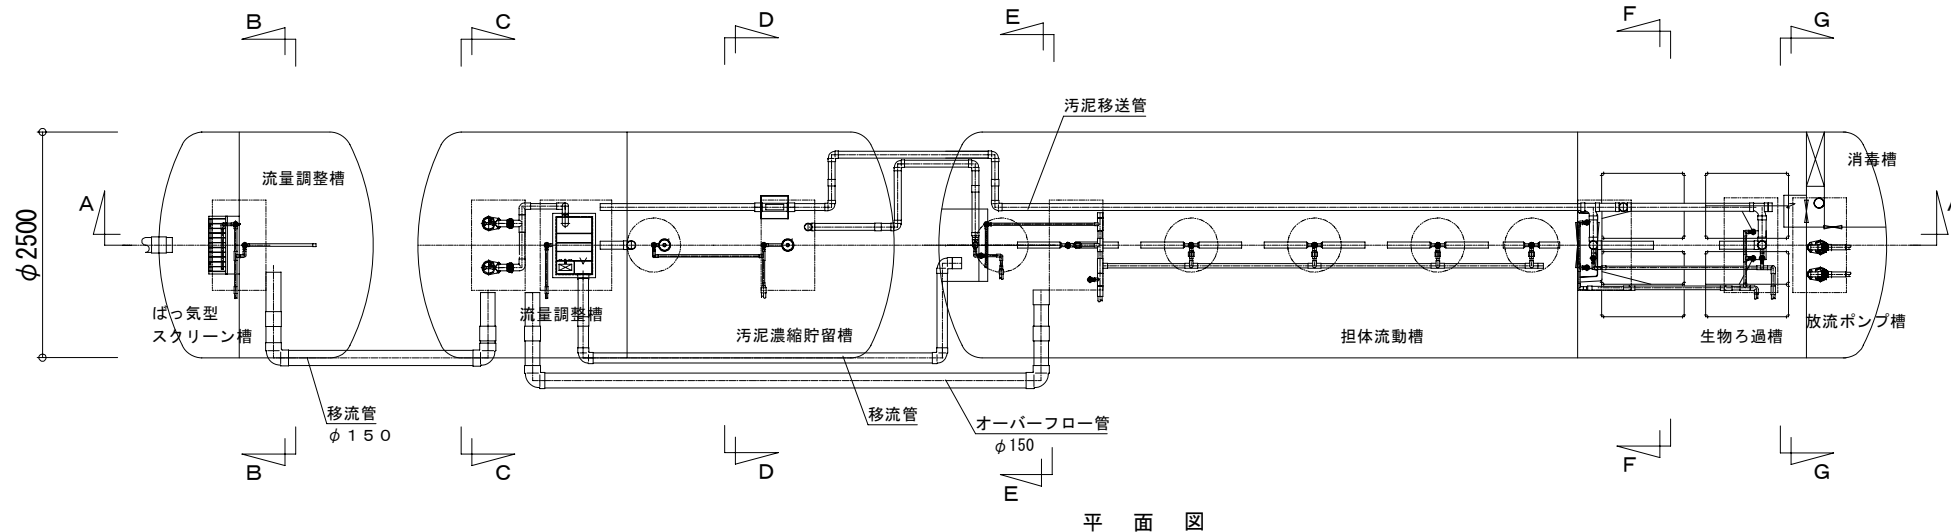 B
C
D
E
F
G
汚泥移送管
流量調整槽
消毒槽
A
A
φ2500
ばっ気型
スクリーン槽
流量調整槽
汚泥濃縮貯留槽
担体流動槽
生物ろ過槽
放流ポンプ槽
移流管
φ150
移流管
オーバーフロー管
φ150
B
C
D
E
F
G
平面図